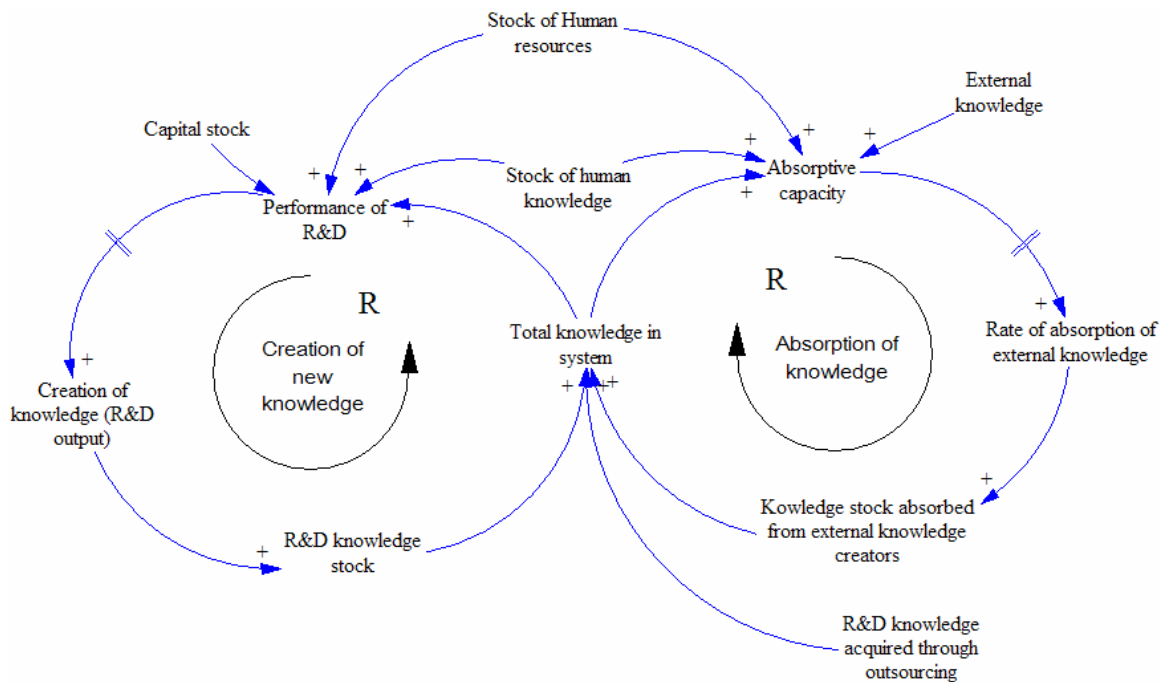 Stock of Human
resources
External
knowledge
Capital stock
+
+
+
+
Absorptive
capacity
Stock of human
knowledge
+
+
+
Performance of
R&D
+
+
R
R
Creation of
new
knowledge
Total knowledge in
system
Absorption of
knowledge
+
Rate of absorption of
external knowledge
+
Creation of
knowledge (R&D
output)
+
+
+
+
Kowledge stock absorbed
from external knowledge
creators
+
R&D knowledge
stock
R&D knowledge
acquired through
outsourcing